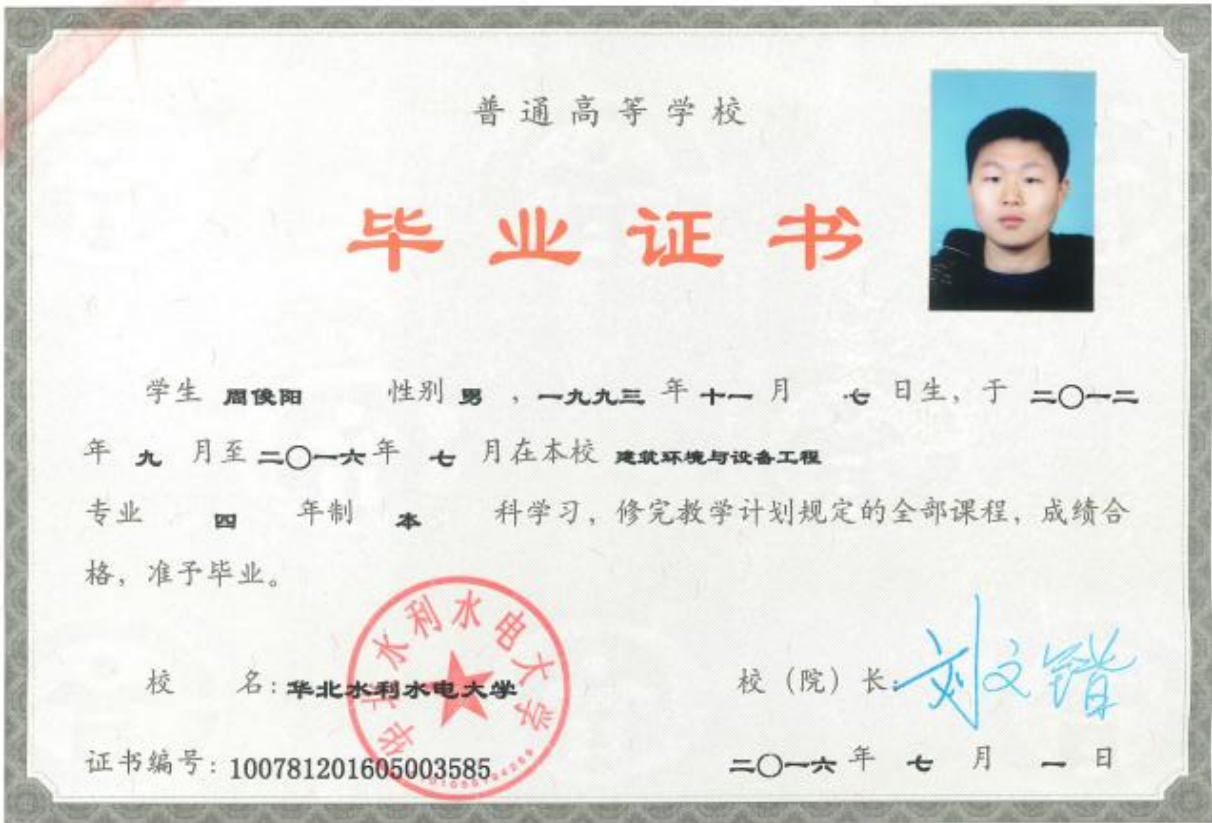 普通高等学校
毕业证书
学生 周俊阳 性别 男 ，一九九三 年 十一 月 七 日生，于 二〇一二
年 九 月至 二〇一六 年 七 月在本校 建筑环境与设备工程
专业 四 年制 本 科学习，修完教学计划规定的全部课程，成绩合
格，准予毕业。
华北水利水电大学
校 名：华北水利水电大学
校（院）长：刘文锴
证书编号：100781201605003585
二〇一六 年 七 月 一 日